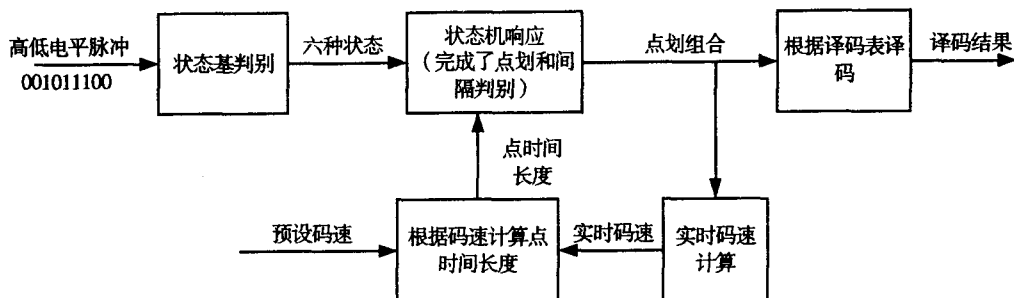 高低电平脉冲
001011100
状态基判别
六种状态
状态机响应
（完成了点划和间
隔判别）
点划组合
根据译码表译
码
译码结果
点时间
长度
预设码速
根据码速计算点
时间长度
实时码速
实时码速
计算